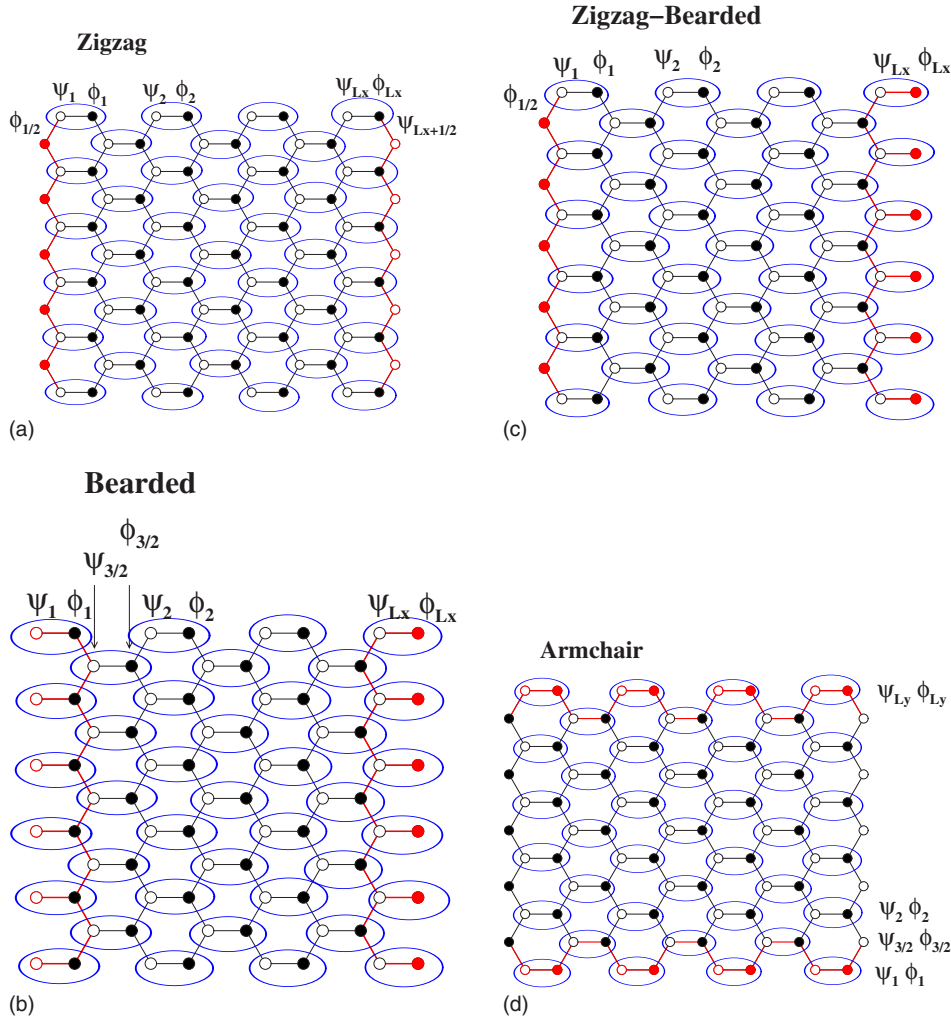 Zigzag
ψ1 ϕ1 ψ2 ϕ2 ψLx ϕLx
ϕ1/2 ψLx+1/2
(a)
Zigzag–Bearded
ψ1 ϕ1 ψ2 ϕ2 ψLx ϕLx
ϕ1/2
(c)
Bearded
ϕ3/2
ψ3/2
ψ1 ϕ1 ψ2 ϕ2 ψLx ϕLx
(b)
Armchair
ψLy ϕLy
ψ2 ϕ2
ψ3/2 ϕ3/2
ψ1 ϕ1
(d)